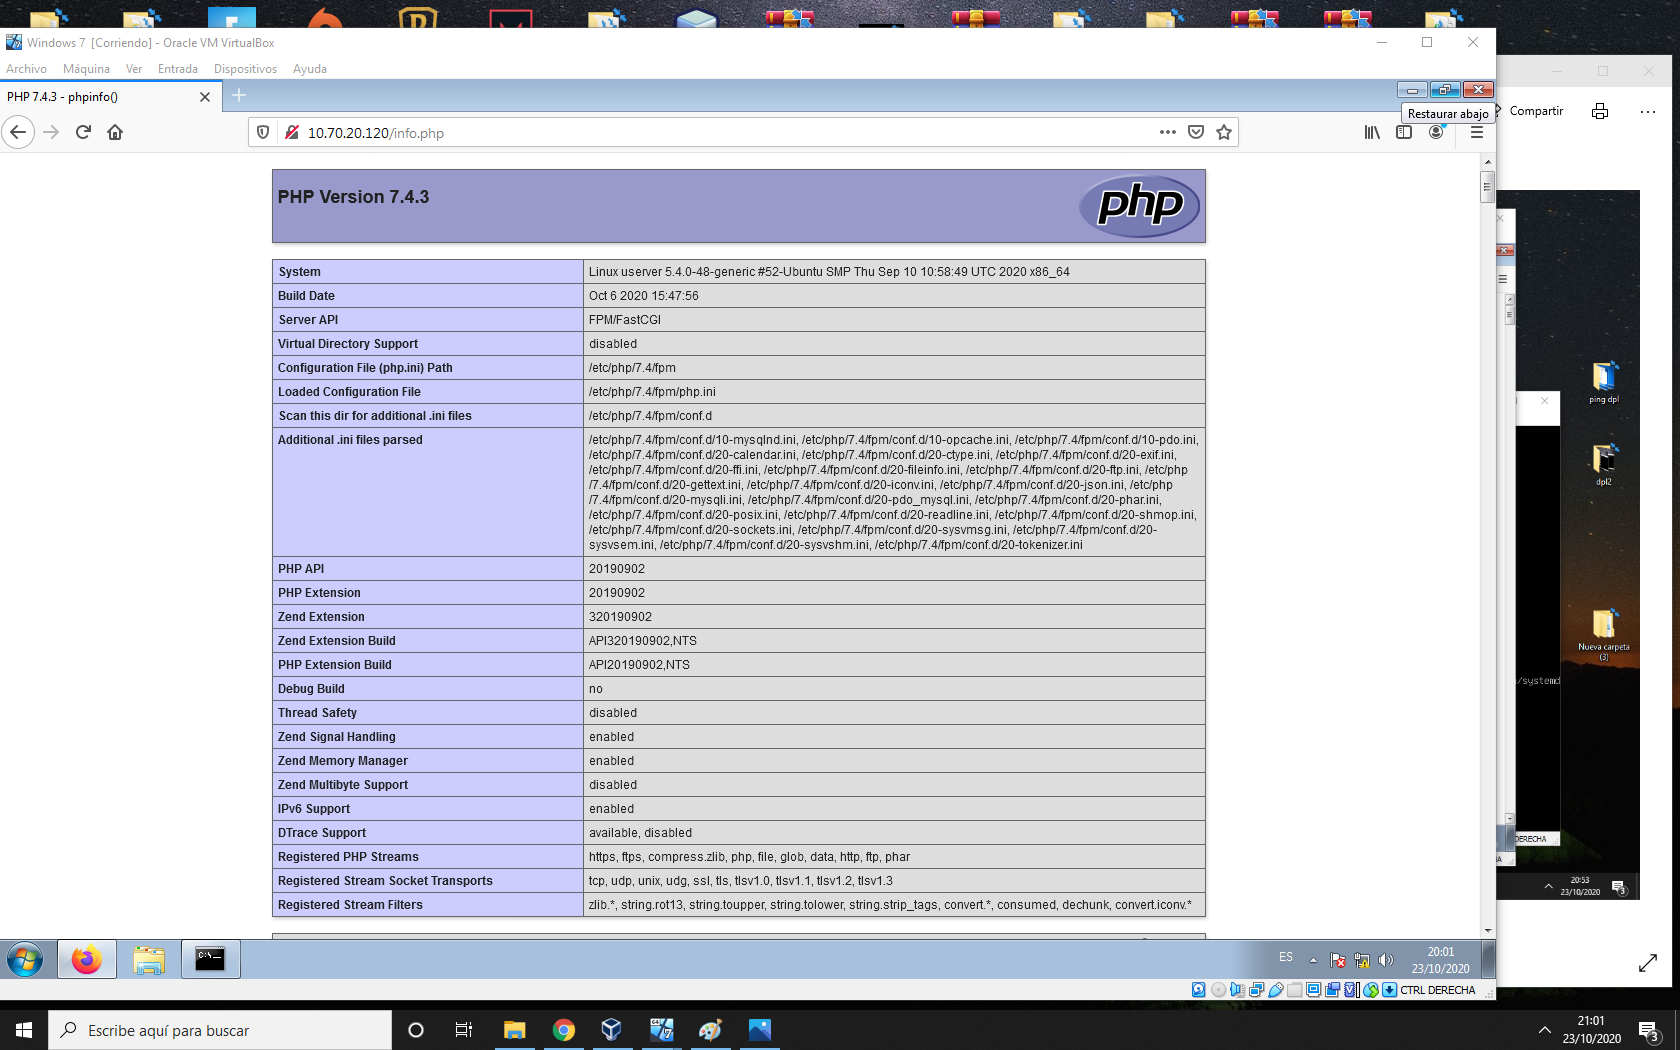 Windows 7 [Corriendo] - Oracle VM VirtualBox
Archivo Máquina Ver Entrada Dispositivos Ayuda
PHP 7.4.3 - phpinfo()
Restaurar abajo
10.70.20.120/info.php
Compartir
PHP Version 7.4.3
php
System Linux userver 5.4.0-48-generic #52-Ubuntu SMP Thu Sep 10 10:58:49 UTC 2020 x86_64
Build Date Oct 6 2020 15:47:56
Server API FPM/FastCGI
Virtual Directory Support disabled
Configuration File (php.ini) Path /etc/php/7.4/fpm
Loaded Configuration File /etc/php/7.4/fpm/php.ini
Scan this dir for additional .ini files /etc/php/7.4/fpm/conf.d
Additional .ini files parsed /etc/php/7.4/fpm/conf.d/10-mysqlnd.ini, /etc/php/7.4/fpm/conf.d/10-opcache.ini, /etc/php/7.4/fpm/conf.d/10-pdo.ini,
/etc/php/7.4/fpm/conf.d/20-calendar.ini, /etc/php/7.4/fpm/conf.d/20-ctype.ini, /etc/php/7.4/fpm/conf.d/20-exif.ini,
/etc/php/7.4/fpm/conf.d/20-ffi.ini, /etc/php/7.4/fpm/conf.d/20-fileinfo.ini, /etc/php/7.4/fpm/conf.d/20-ftp.ini, /etc/php
/7.4/fpm/conf.d/20-gettext.ini, /etc/php/7.4/fpm/conf.d/20-iconv.ini, /etc/php/7.4/fpm/conf.d/20-json.ini, /etc/php
/7.4/fpm/conf.d/20-mysqli.ini, /etc/php/7.4/fpm/conf.d/20-pdo_mysql.ini, /etc/php/7.4/fpm/conf.d/20-phar.ini,
/etc/php/7.4/fpm/conf.d/20-posix.ini, /etc/php/7.4/fpm/conf.d/20-readline.ini, /etc/php/7.4/fpm/conf.d/20-shmop.ini,
/etc/php/7.4/fpm/conf.d/20-sockets.ini, /etc/php/7.4/fpm/conf.d/20-sysvmsg.ini, /etc/php/7.4/fpm/conf.d/20-
sysvsem.ini, /etc/php/7.4/fpm/conf.d/20-sysvshm.ini, /etc/php/7.4/fpm/conf.d/20-tokenizer.ini
PHP API 20190902
PHP Extension 20190902
Zend Extension 320190902
Zend Extension Build API320190902,NTS
PHP Extension Build API20190902,NTS
Debug Build no
Thread Safety disabled
Zend Signal Handling enabled
Zend Memory Manager enabled
Zend Multibyte Support disabled
IPv6 Support enabled
DTrace Support available, disabled
Registered PHP Streams https, ftps, compress.zlib, php, file, glob, data, http, ftp, phar
Registered Stream Socket Transports tcp, udp, unix, udg, ssl, tls, tlsv1.0, tlsv1.1, tlsv1.2, tlsv1.3
Registered Stream Filters zlib.*, string.rot13, string.toupper, string.tolower, string.strip_tags, convert.*, consumed, dechunk, convert.iconv.*
ping dpl
dpl2
Nueva carpeta
(3)
/systemd
DERECHA
20:53
23/10/2020
3
C:\
ES
20:01
23/10/2020
CTRL DERECHA
Escribe aquí para buscar
21:01
23/10/2020
3